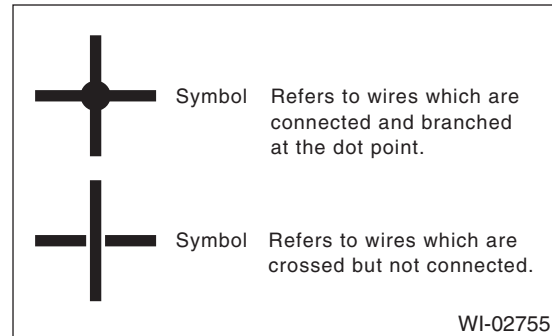 Symbol Refers to wires which are
connected and branched
at the dot point.
Symbol Refers to wires which are
crossed but not connected.
WI-02755